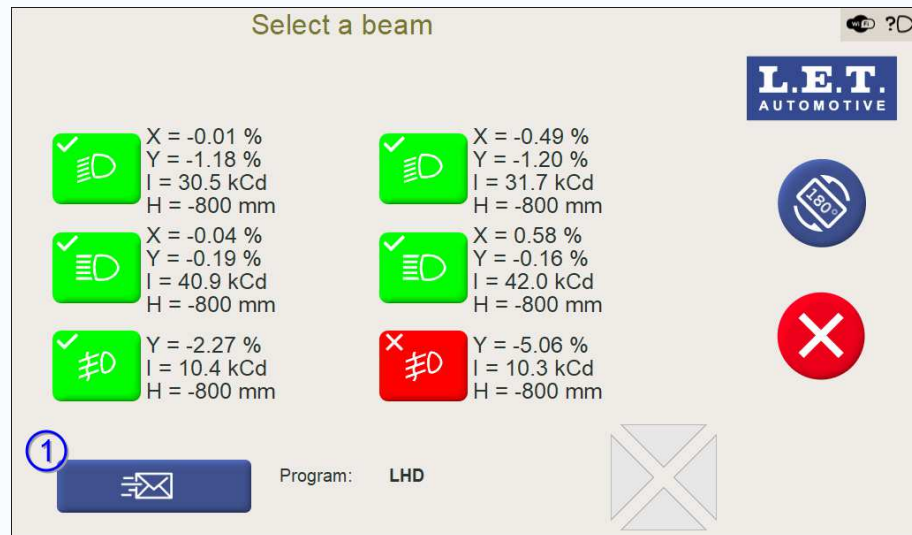 Select a beam
WiFi ?
L.E.T.
AUTOMOTIVE
X = -0.01 %
Y = -1.18 %
I = 30.5 kCd
H = -800 mm
X = -0.49 %
Y = -1.20 %
I = 31.7 kCd
H = -800 mm
180°
X = -0.04 %
Y = -0.19 %
I = 40.9 kCd
H = -800 mm
X = 0.58 %
Y = -0.16 %
I = 42.0 kCd
H = -800 mm
Y = -2.27 %
I = 10.4 kCd
H = -800 mm
Y = -5.06 %
I = 10.3 kCd
H = -800 mm
1
Program: LHD